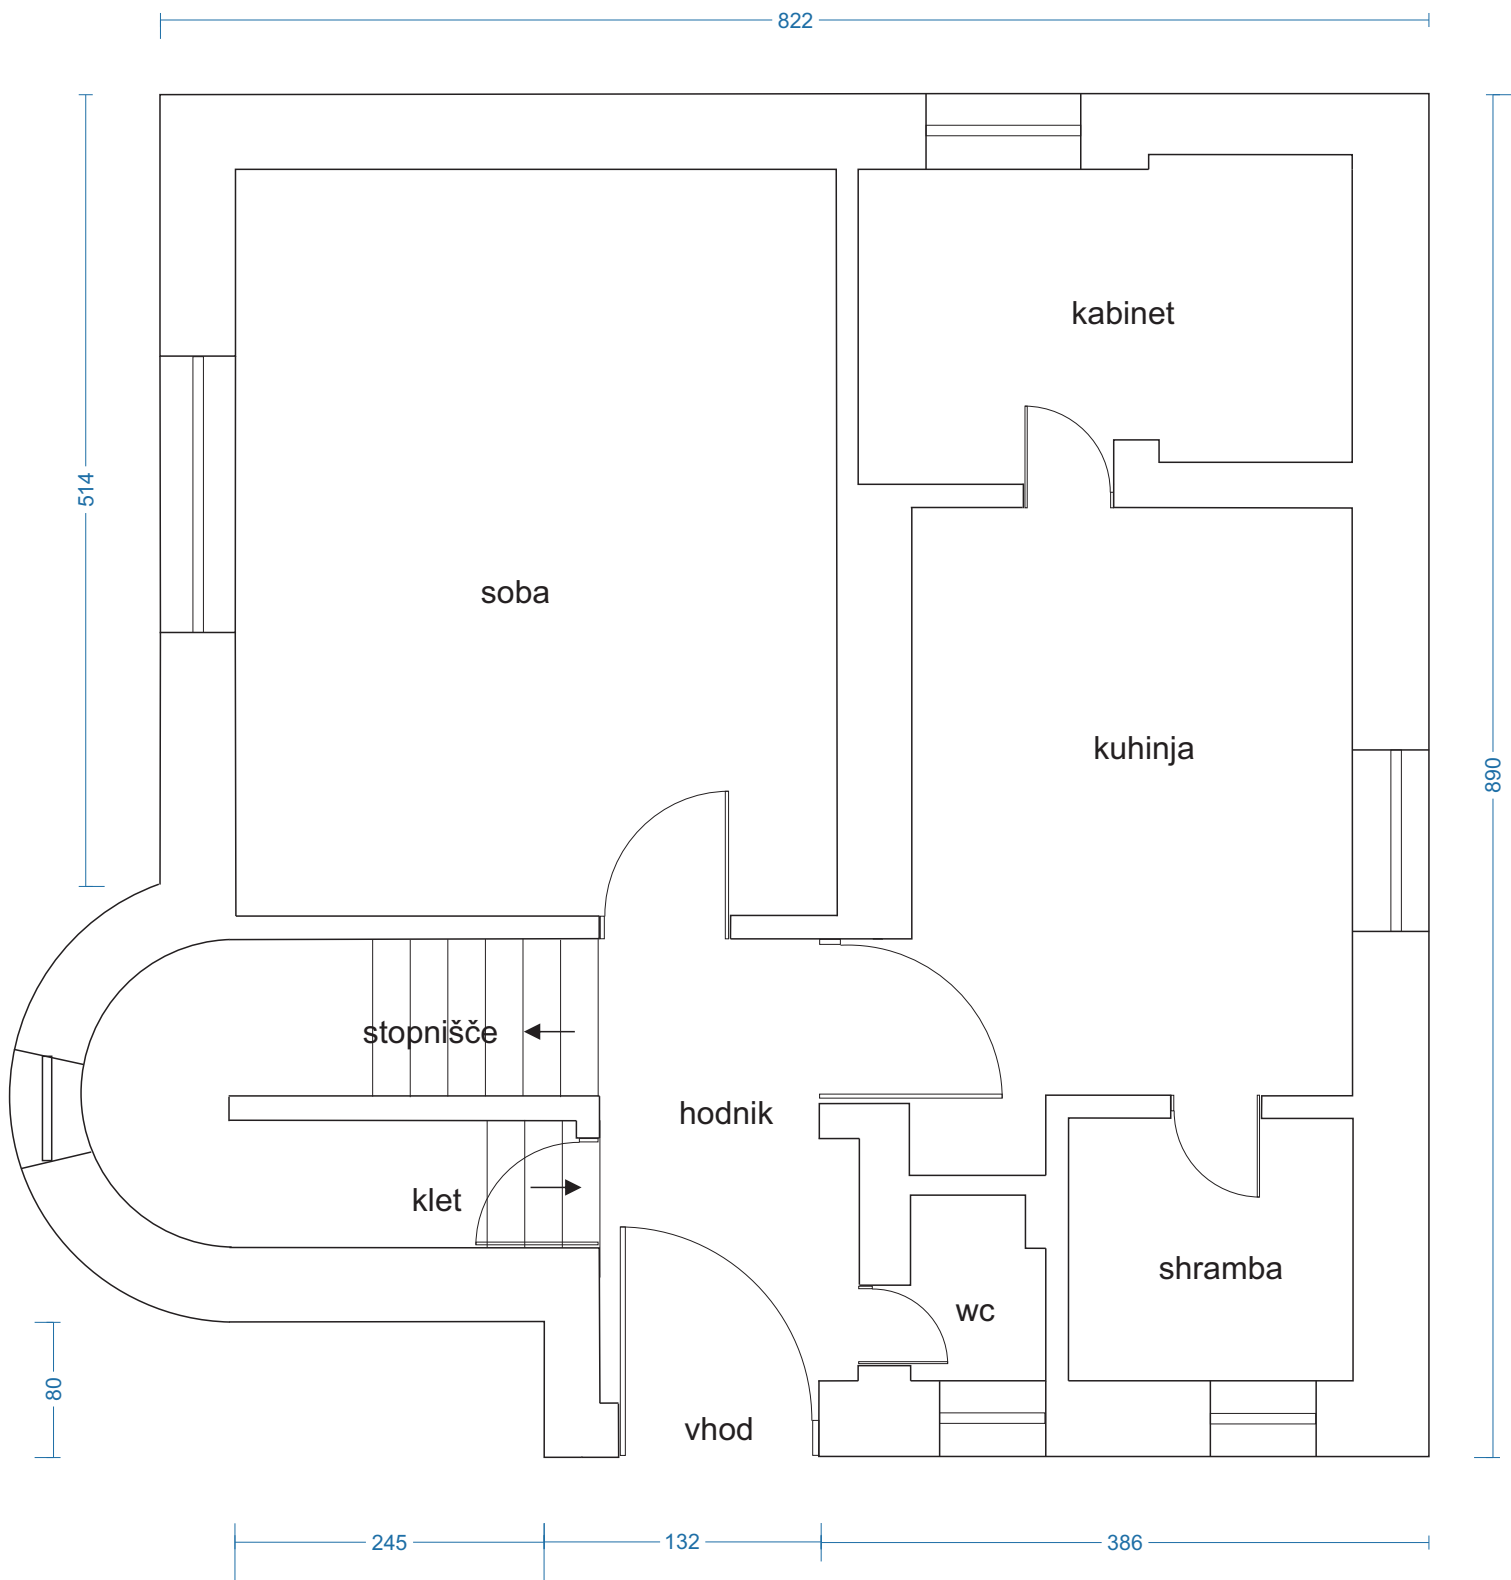 822
514
890
kabinet
soba
kuhinja
stopnišče
hodnik
klet
shramba
wc
vhod
80
245
132
386